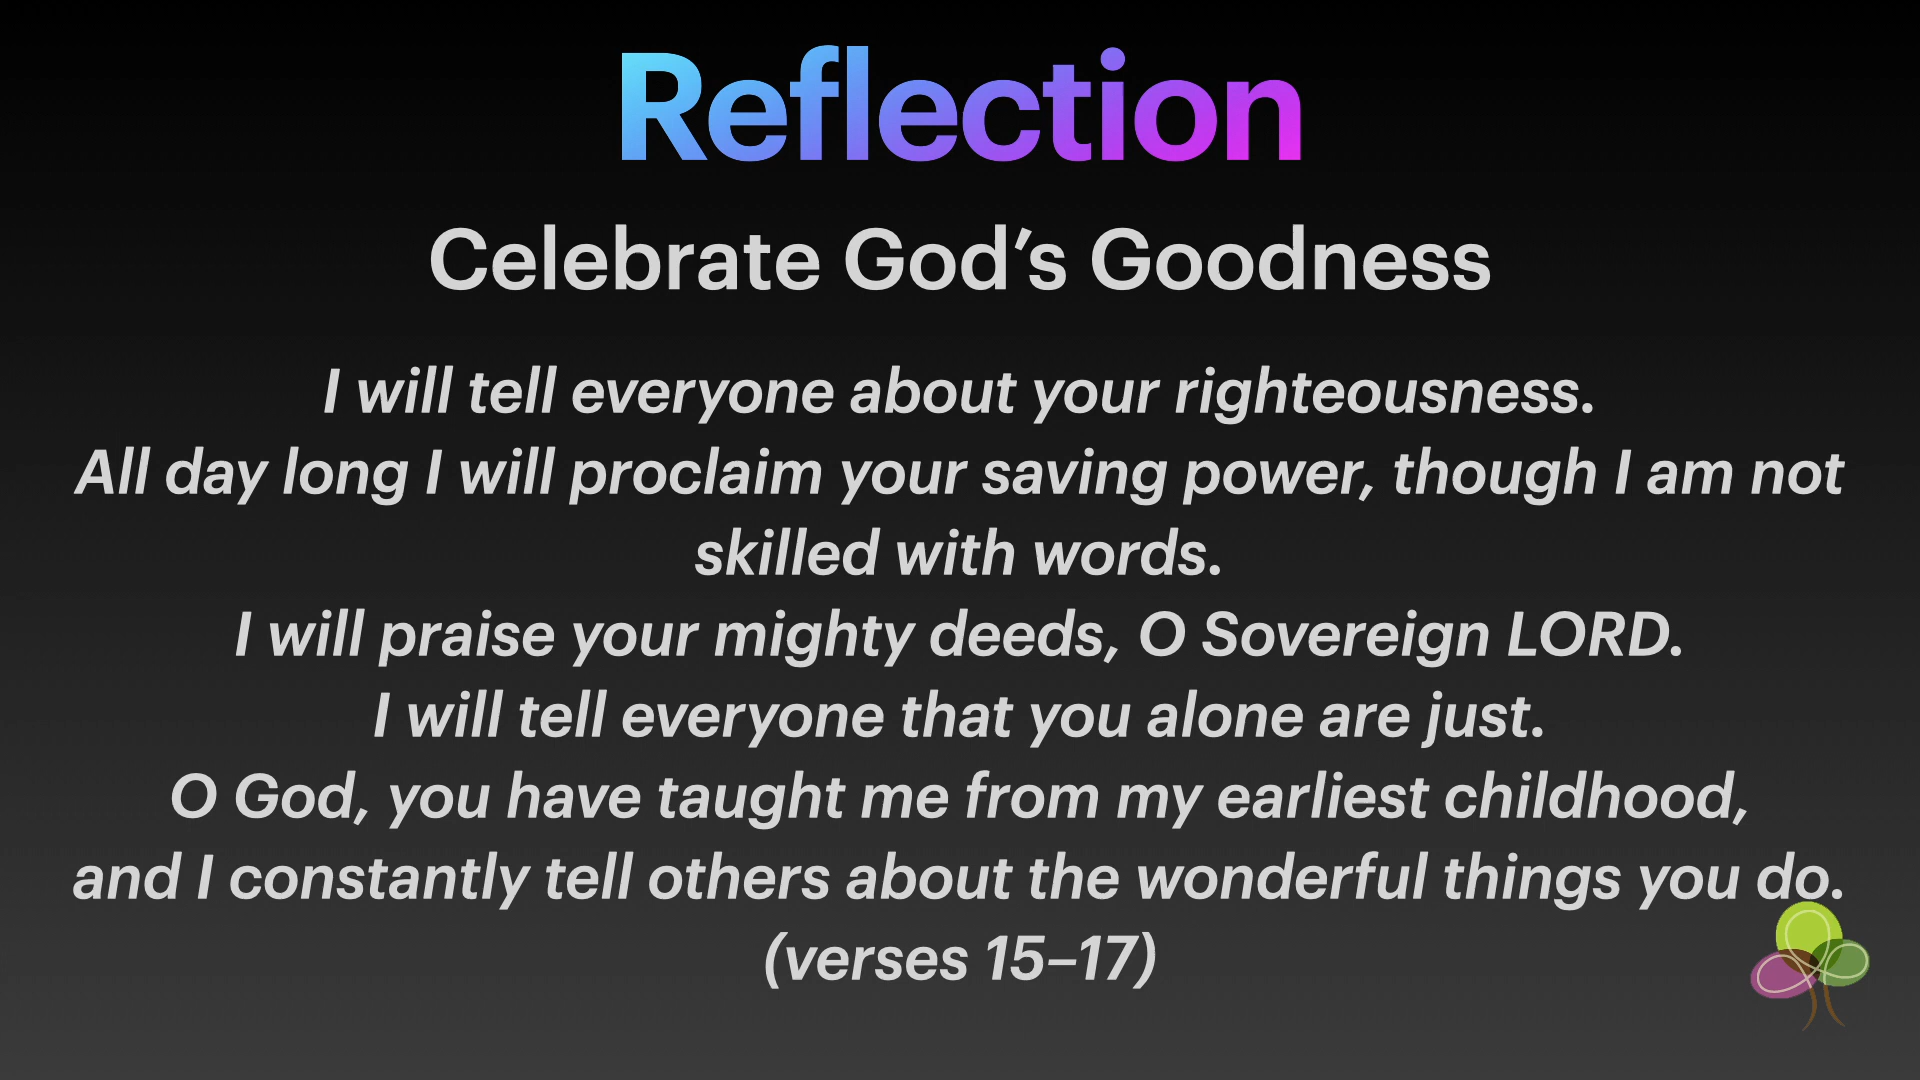 Reflection
Celebrate God’s Goodness
I will tell everyone about your righteousness.
All day long I will proclaim your saving power, though I am not
skilled with words.
I will praise your mighty deeds, O Sovereign LORD.
I will tell everyone that you alone are just.
O God, you have taught me from my earliest childhood,
and I constantly tell others about the wonderful things you do.
(verses 15–17)